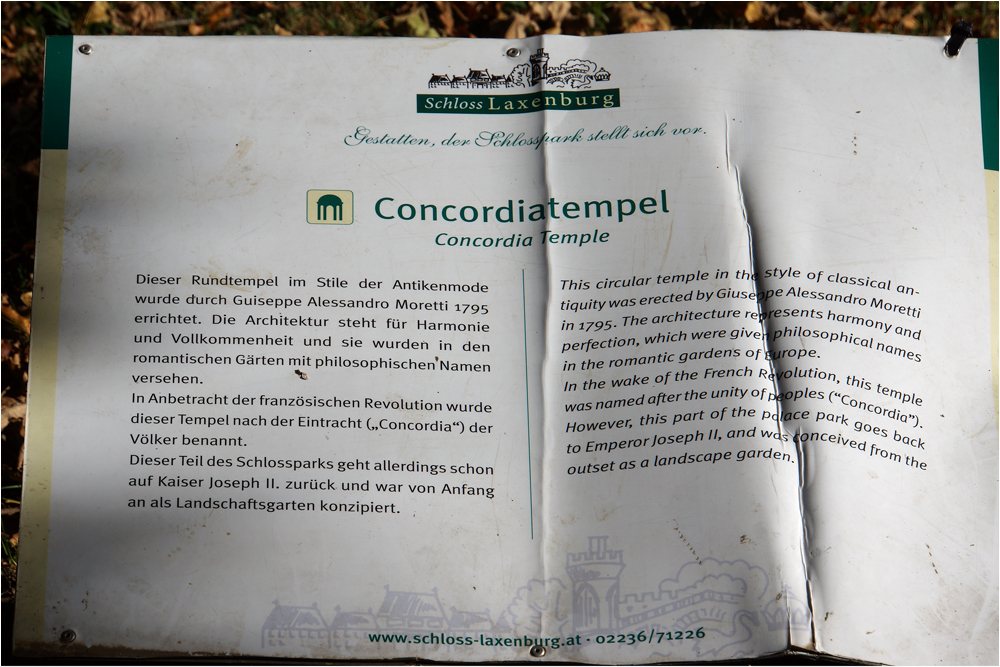 Schloss Laxenburg
Gestatten, der Schlosspark stellt sich vor.
Concordiatempel
Concordia Temple
Dieser Rundtempel im Stile der Antikenmode
wurde durch Guiseppe Alessandro Moretti 1795
errichtet. Die Architektur steht für Harmonie
und Vollkommenheit und sie wurden in den
romantischen Gärten mit philosophischen Namen
versehen.
In Anbetracht der französischen Revolution wurde
dieser Tempel nach der Eintracht („Concordia“) der
Völker benannt.
Dieser Teil des Schlossparks geht allerdings schon
auf Kaiser Joseph II. zurück und war von Anfang
an als Landschaftsgarten konzipiert.
This circular temple in the style of classical an-
tiquity was erected by Giuseppe Alessandro Moretti
in 1795. The architecture represents harmony and
perfection, which were given philosophical names
in the romantic gardens of Europe.
In the wake of the French Revolution, this temple
was named after the unity of peoples (“Concordia”).
However, this part of the palace park goes back
to Emperor Joseph II, and was conceived from the
outset as a landscape garden.
www.schloss-laxenburg.at · 02236/71226